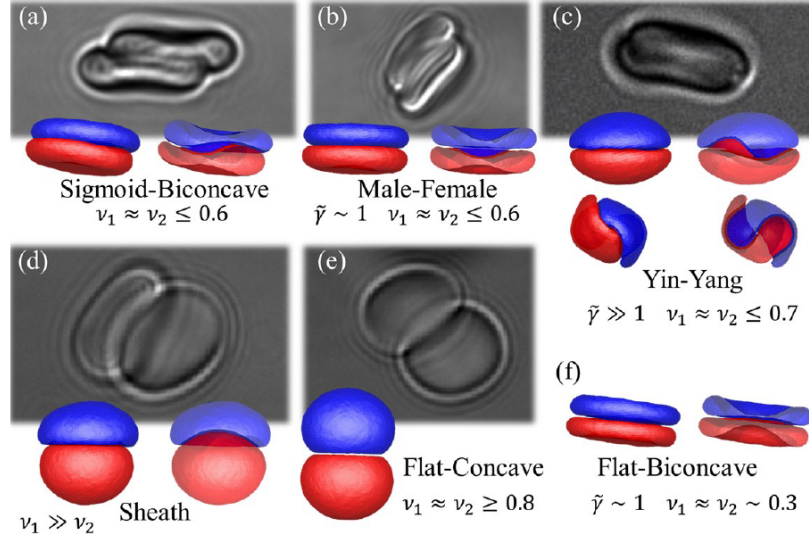 (a)
(b)
(c)
Sigmoid-Biconcave
ν₁ ≈ ν₂ ≤ 0.6
Male-Female
γ̃ ~ 1 ν₁ ≈ ν₂ ≤ 0.6
Yin-Yang
γ̃ ≫ 1 ν₁ ≈ ν₂ ≤ 0.7
(d)
(e)
(f)
ν₁ ≫ ν₂
Sheath
Flat-Concave
ν₁ ≈ ν₂ ≥ 0.8
Flat-Biconcave
γ̃ ~ 1 ν₁ ≈ ν₂ ~ 0.3